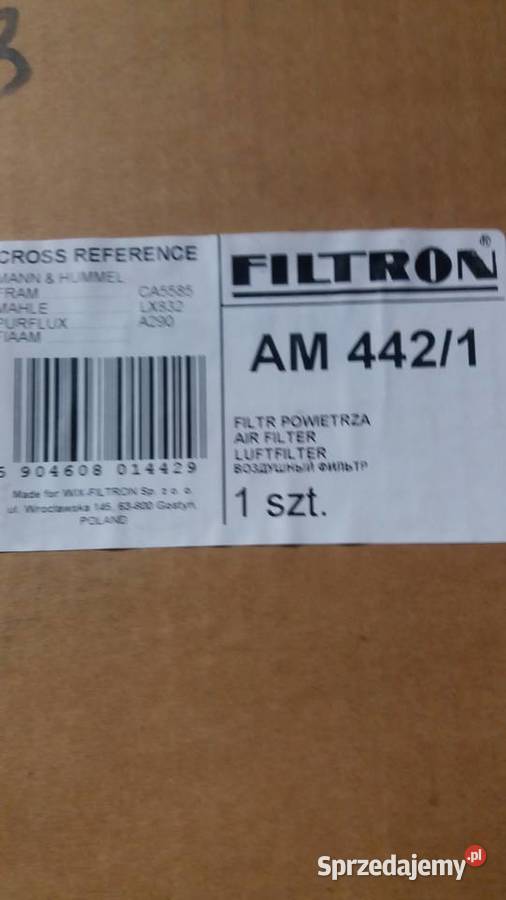 3
CROSS REFERENCE
MANN & HUMMEL
FRAM CA5585
MAHLE LX832
PURFLUX A290
FIAAM
5 904608 014429
Made for WIX-FILTRON Sp. z o. o.
ul. Wrocławska 145, 63-800 Gostyń,
POLAND
FILTRON®
AM 442/1
FILTR POWIETRZA
AIR FILTER
LUFTFILTER
ВОЗДУШНЫЙ ФИЛЬТР
1 szt.
Sprzedajemy.pl